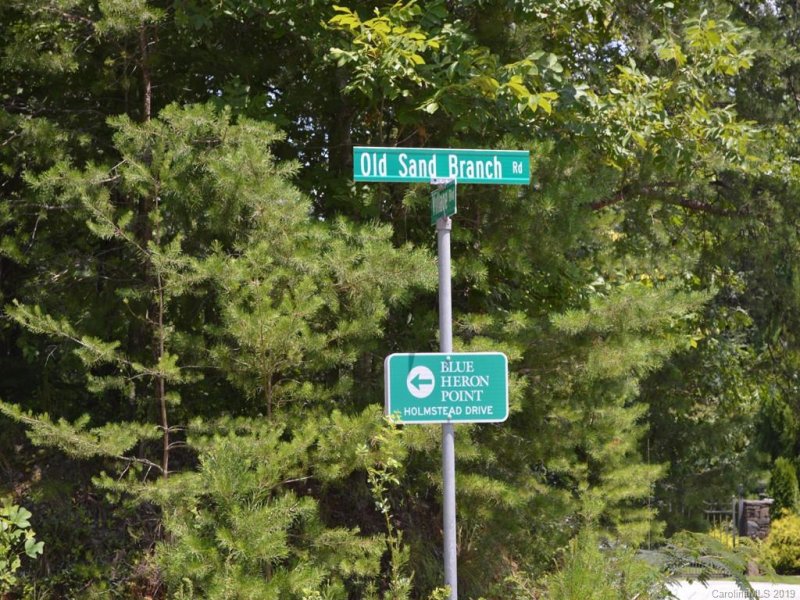 Old Sand Branch Rd
BLUE
HERON
POINT
HOLMSTEAD DRIVE
CarolinaMLS © 2019